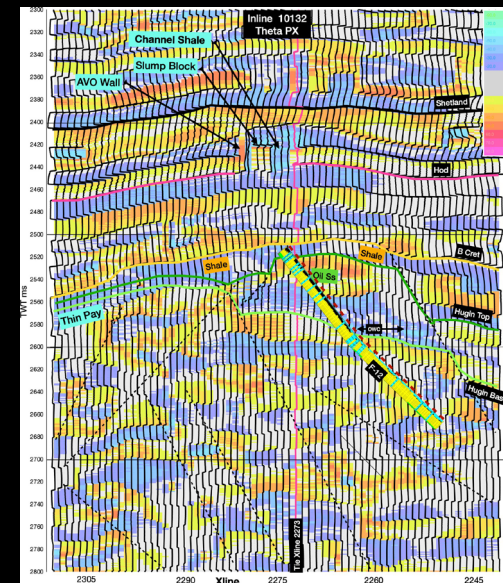 Inline 10132
Theta PX
Channel Shale
Slump Block
AVO Wall
Shetland
Hod
B Cret
Shale
Shale
Oil Ss
Thin Pay
Hugin Top
OWC
F-12
Hugin Bas
Tie Xline 2273
TWT ms
2300
2320
2340
2360
2380
2400
2420
2440
2460
2480
2500
2520
2540
2560
2580
2600
2620
2640
2660
2680
2700
2720
2740
2760
2780
2800
2305
2290
2275
2260
2245
Xline